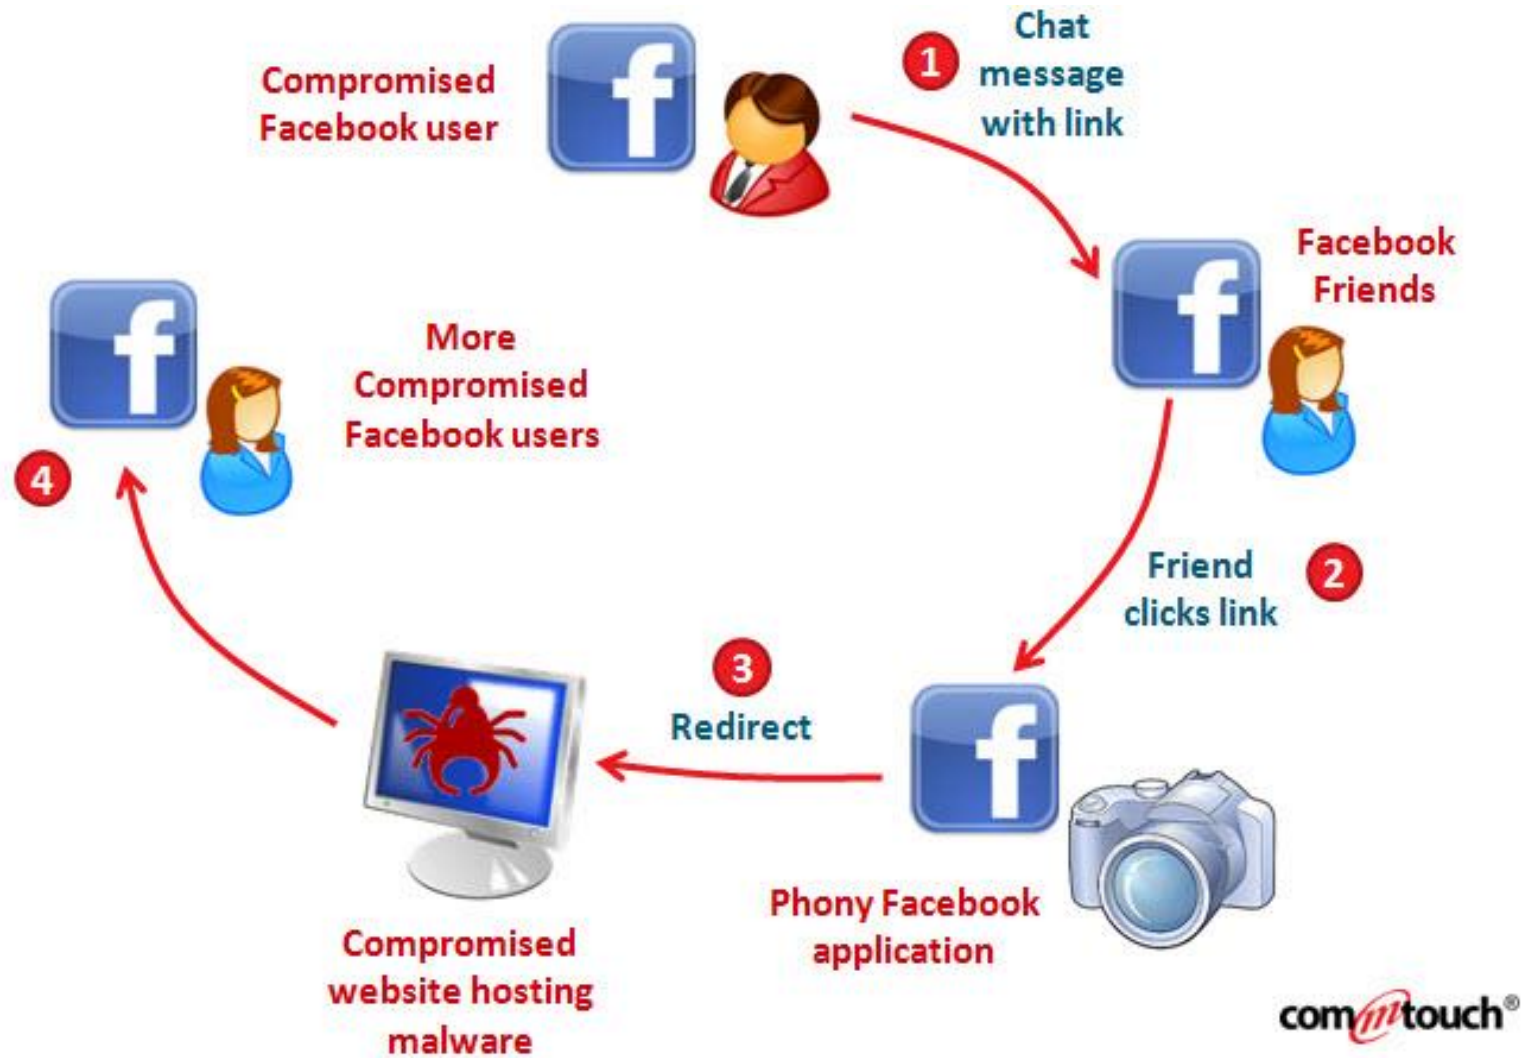 Compromised
Facebook user
1
Chat
message
with link
Facebook
Friends
Friend
clicks link
2
3
Redirect
Phony Facebook
application
Compromised
website hosting
malware
4
More
Compromised
Facebook users
f
f
f
f
commtouch®